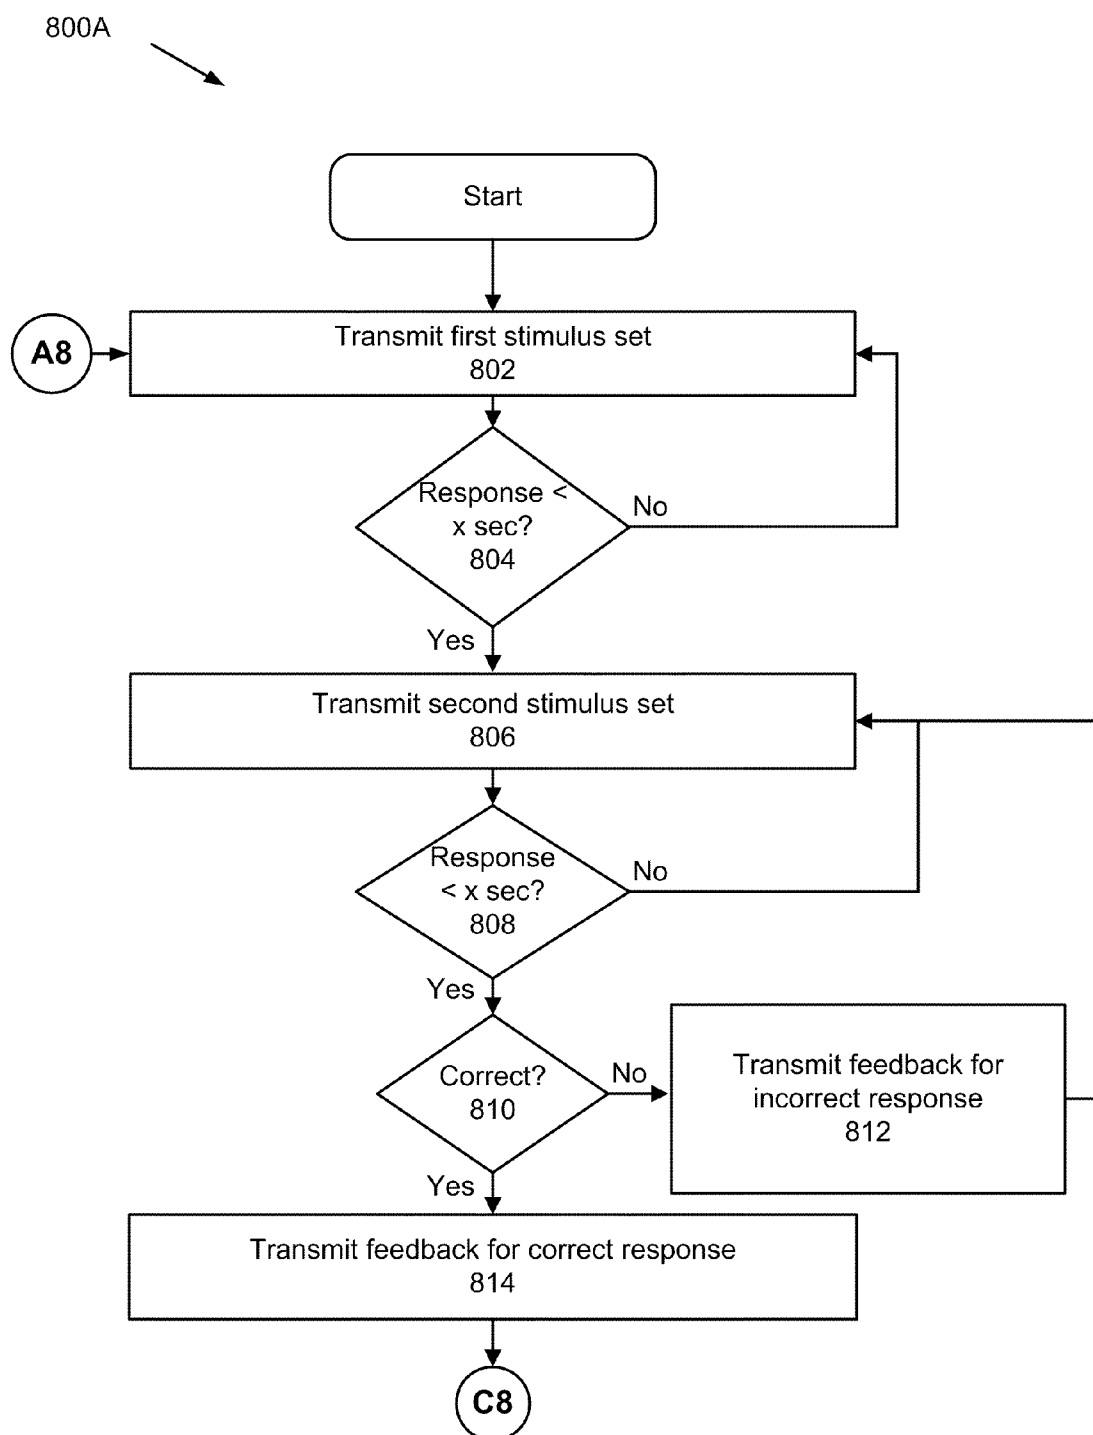 800A
Start
A8
Transmit first stimulus set
802
Response <
x sec?
804
No
Yes
Transmit second stimulus set
806
Response
< x sec?
808
No
Yes
Correct?
810
No
Transmit feedback for
incorrect response
812
Yes
Transmit feedback for correct response
814
C8